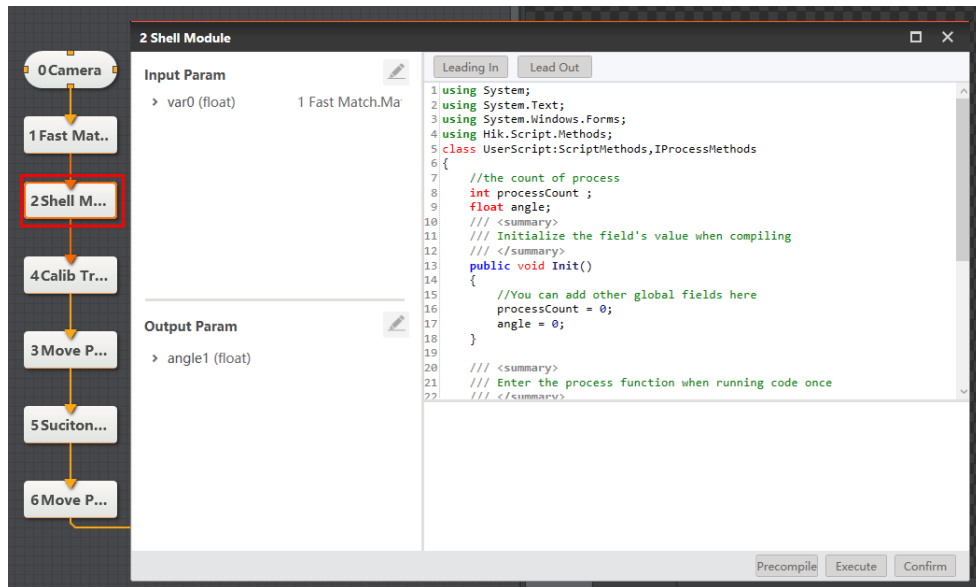 2 Shell Module
0Camera
1 Fast Mat..
2 Shell M...
4 Calib Tr...
3 Move P...
5 Suciton...
6 Move P...
Input Param
var0 (float) 1 Fast Match.Ma
Output Param
angle1 (float)
Leading In Lead Out
1 using System;
2 using System.Text;
3 using System.Windows.Forms;
4 using Hik.Script.Methods;
5 class UserScript:ScriptMethods,IProcessMethods
6 {
7 //the count of process
8 int processCount ;
9 float angle;
10 /// <summary>
11 /// Initialize the field's value when compiling
12 /// </summary>
13 public void Init()
14 {
15 //You can add other global fields here
16 processCount = 0;
17 angle = 0;
18 }
19
20 /// <summary>
21 /// Enter the process function when running code once
22 /// </summary>
Precompile Execute Confirm